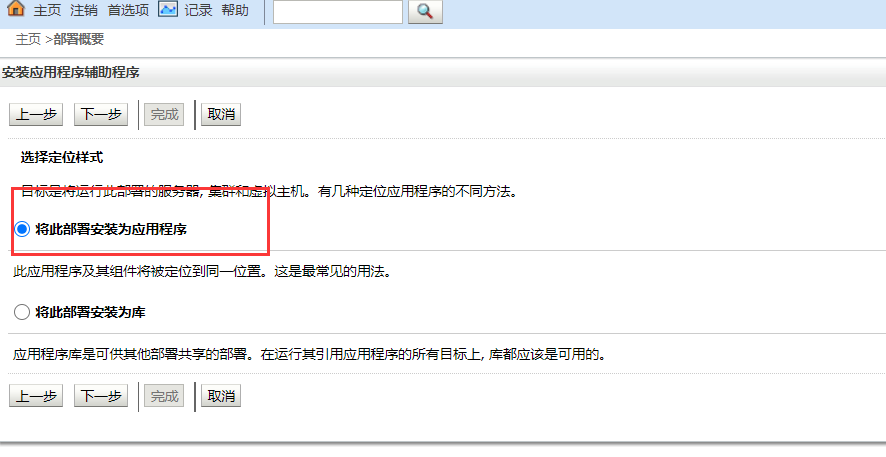 主页 注销 首选项 记录 帮助
主页 >部署概要
安装应用程序辅助程序
上一步 下一步 完成 取消
选择定位样式
目标是将运行此部署的服务器, 集群和虚拟主机。有几种定位应用程序的不同方法。
将此部署安装为应用程序
此应用程序及其组件将被定位到同一位置。这是最常见的用法。
将此部署安装为库
应用程序库是可供其他部署共享的部署。在运行其引用应用程序的所有目标上, 库都应该是可用的。
上一步 下一步 完成 取消